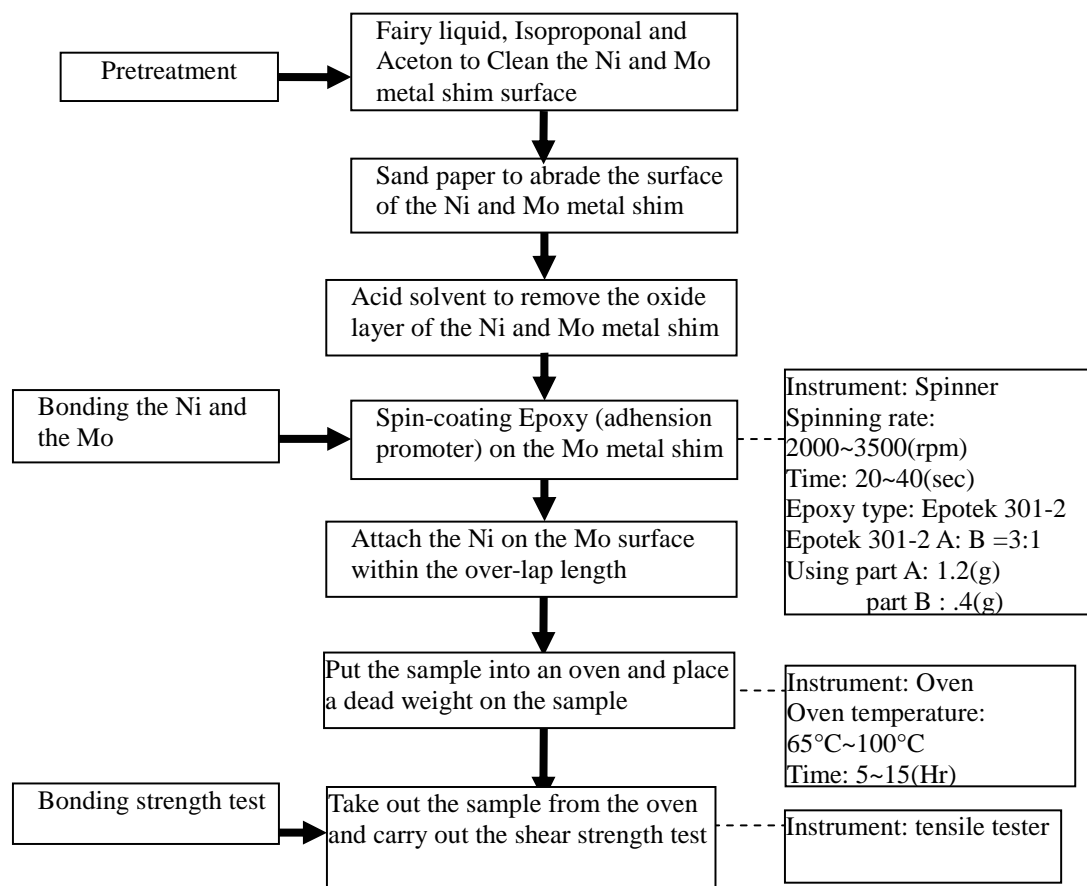 Pretreatment
Fairy liquid, Isoproponal and
Aceton to Clean the Ni and Mo
metal shim surface
Sand paper to abrade the surface
of the Ni and Mo metal shim
Acid solvent to remove the oxide
layer of the Ni and Mo metal shim
Bonding the Ni and
the Mo
Spin-coating Epoxy (adhension
promoter) on the Mo metal shim
Instrument: Spinner
Spinning rate:
2000~3500(rpm)
Time: 20~40(sec)
Epoxy type: Epotek 301-2
Epotek 301-2 A: B =3:1
Using part A: 1.2(g)
part B : .4(g)
Attach the Ni on the Mo surface
within the over-lap length
Put the sample into an oven and place
a dead weight on the sample
Instrument: Oven
Oven temperature:
65°C~100°C
Time: 5~15(Hr)
Bonding strength test
Take out the sample from the oven
and carry out the shear strength test
Instrument: tensile tester